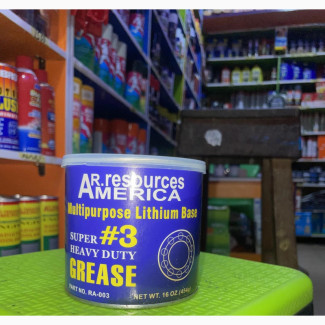 AR.resources
AMERICA
Multipurpose Lithium Base
SUPER #3
HEAVY DUTY
GREASE
PART NO. RA-003
NET WT. 16 OZ (454g)